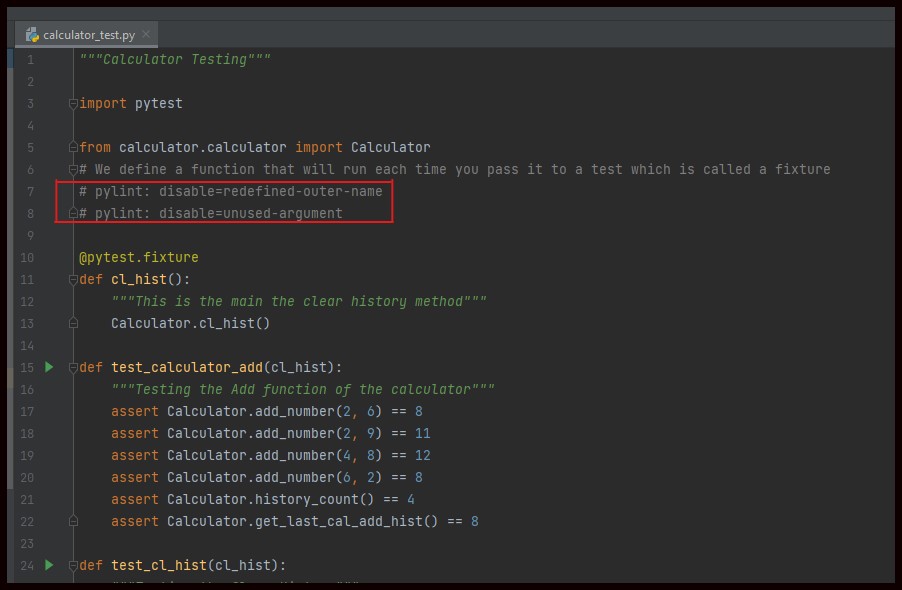 calculator_test.py
1 """Calculator Testing"""
2
3 import pytest
4
5 from calculator.calculator import Calculator
6 # We define a function that will run each time you pass it to a test which is called a fixture
7 # pylint: disable=redefined-outer-name
8 # pylint: disable=unused-argument
9
10 @pytest.fixture
11 def cl_hist():
12     """This is the main the clear history method"""
13     Calculator.cl_hist()
14
15 def test_calculator_add(cl_hist):
16     """Testing the Add function of the calculator"""
17     assert Calculator.add_number(2, 6) == 8
18     assert Calculator.add_number(2, 9) == 11
19     assert Calculator.add_number(4, 8) == 12
20     assert Calculator.add_number(6, 2) == 8
21     assert Calculator.history_count() == 4
22     assert Calculator.get_last_cal_add_hist() == 8
23
24 def test_cl_hist(cl_hist):